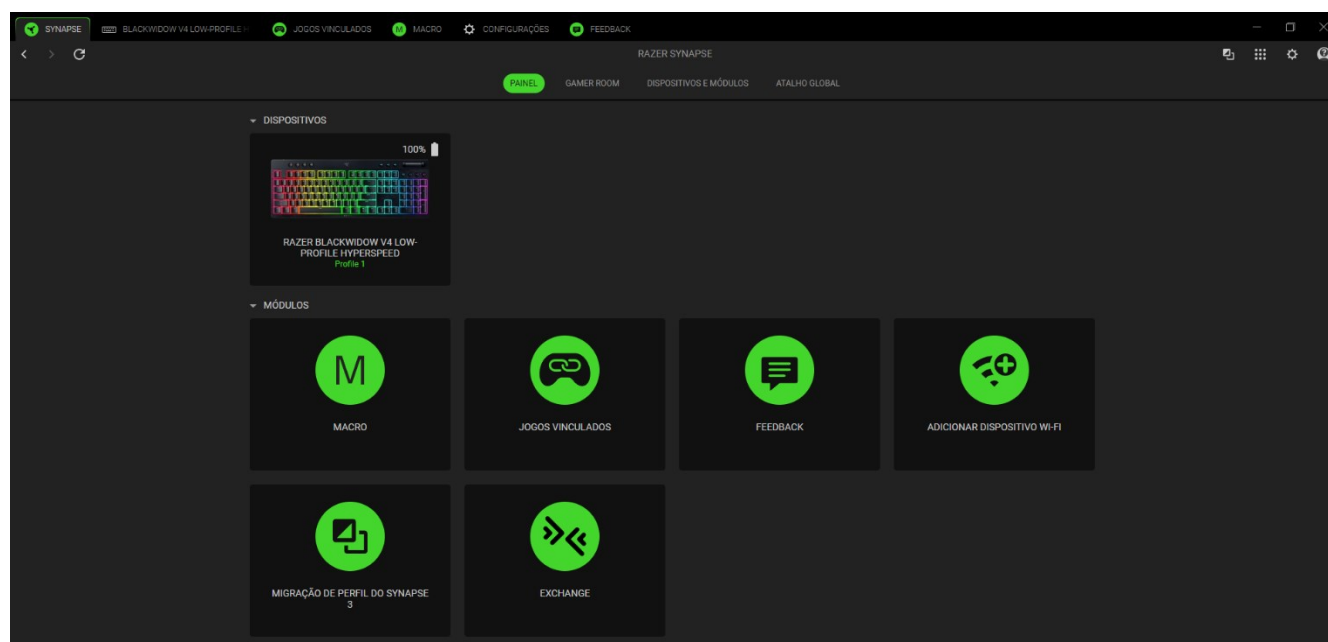 SYNAPSE
BLACKWIDOW V4 LOW-PROFILE H
JOGOS VINCULADOS
MACRO
CONFIGURAÇÕES
FEEDBACK
RAZER SYNAPSE
PAINEL
GAMER ROOM
DISPOSITIVOS E MÓDULOS
ATALHO GLOBAL
DISPOSITIVOS
100%
RAZER BLACKWIDOW V4 LOW-
PROFILE HYPERSPEED
Profile 1
MÓDULOS
M
MACRO
JOGOS VINCULADOS
FEEDBACK
ADICIONAR DISPOSITIVO WI-FI
MIGRAÇÃO DE PERFIL DO SYNAPSE
3
EXCHANGE